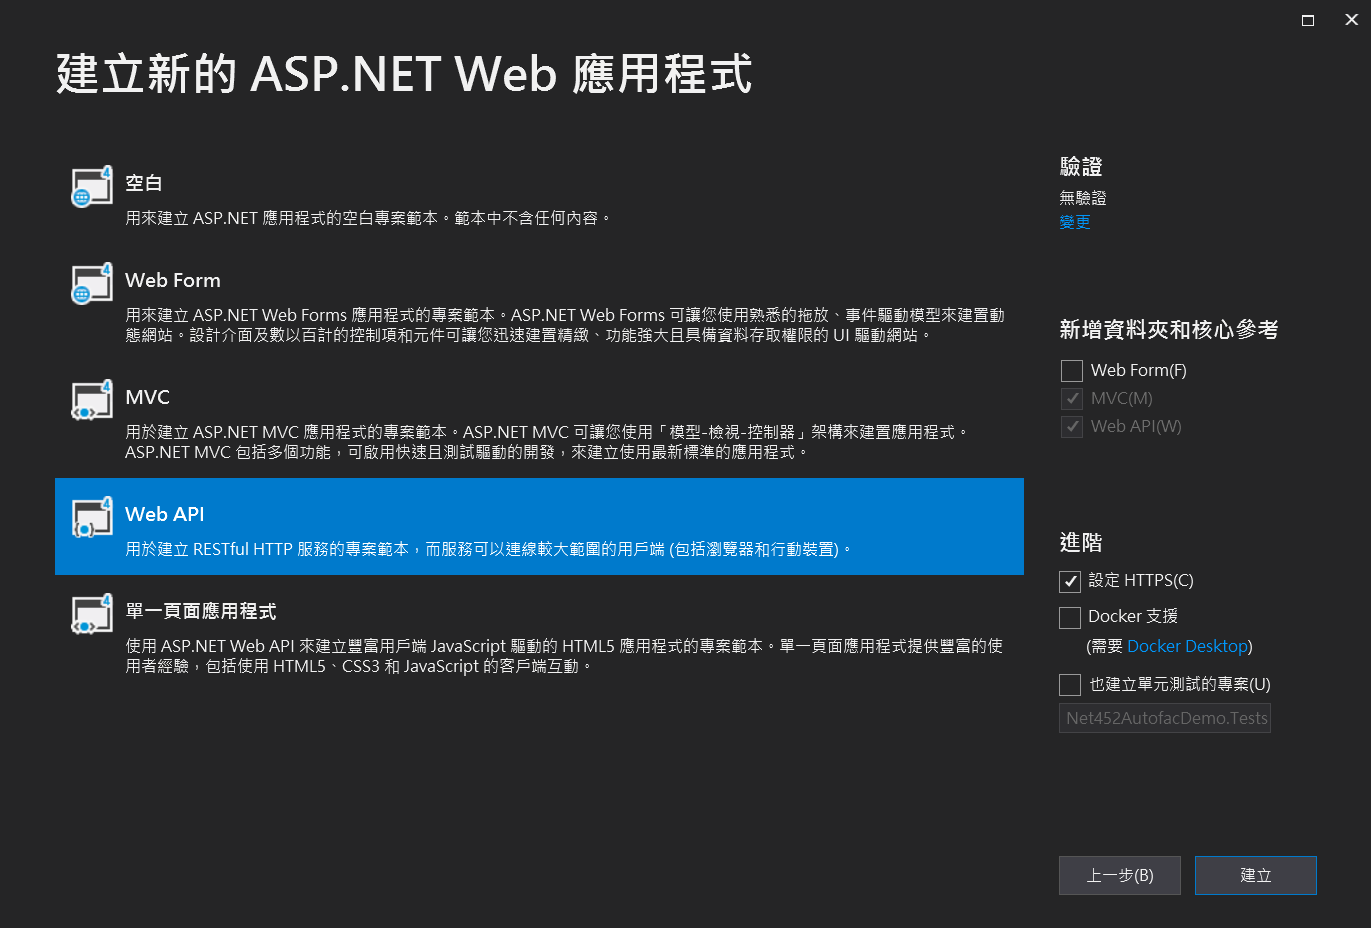 建立新的 ASP.NET Web 應用程式
空白
用來建立 ASP.NET 應用程式的空白專案範本。範本中不含任何內容。
Web Form
用來建立 ASP.NET Web Forms 應用程式的專案範本。ASP.NET Web Forms 可讓您使用熟悉的拖放、事件驅動模型來建置動
態網站。設計介面及數以百計的控制項和元件可讓您迅速建置精緻、功能強大且具備資料存取權限的 UI 驅動網站。
MVC
用於建立 ASP.NET MVC 應用程式的專案範本。ASP.NET MVC 可讓您使用「模型-檢視-控制器」架構來建置應用程式。
ASP.NET MVC 包括多個功能，可啟用快速且測試驅動的開發，來建立使用最新標準的應用程式。
Web API
用於建立 RESTful HTTP 服務的專案範本，而服務可以連線較大範圍的用戶端 (包括瀏覽器和行動裝置)。
單一頁面應用程式
使用 ASP.NET Web API 來建立豐富用戶端 JavaScript 驅動的 HTML5 應用程式的專案範本。單一頁面應用程式提供豐富的使
用者經驗，包括使用 HTML5、CSS3 和 JavaScript 的客戶端互動。
驗證
無驗證
變更
新增資料夾和核心參考
Web Form(F)
MVC(M)
Web API(W)
進階
設定 HTTPS(C)
Docker 支援
(需要 Docker Desktop)
也建立單元測試的專案(U)
Net452AutofacDemo.Tests
上一步(B)
建立